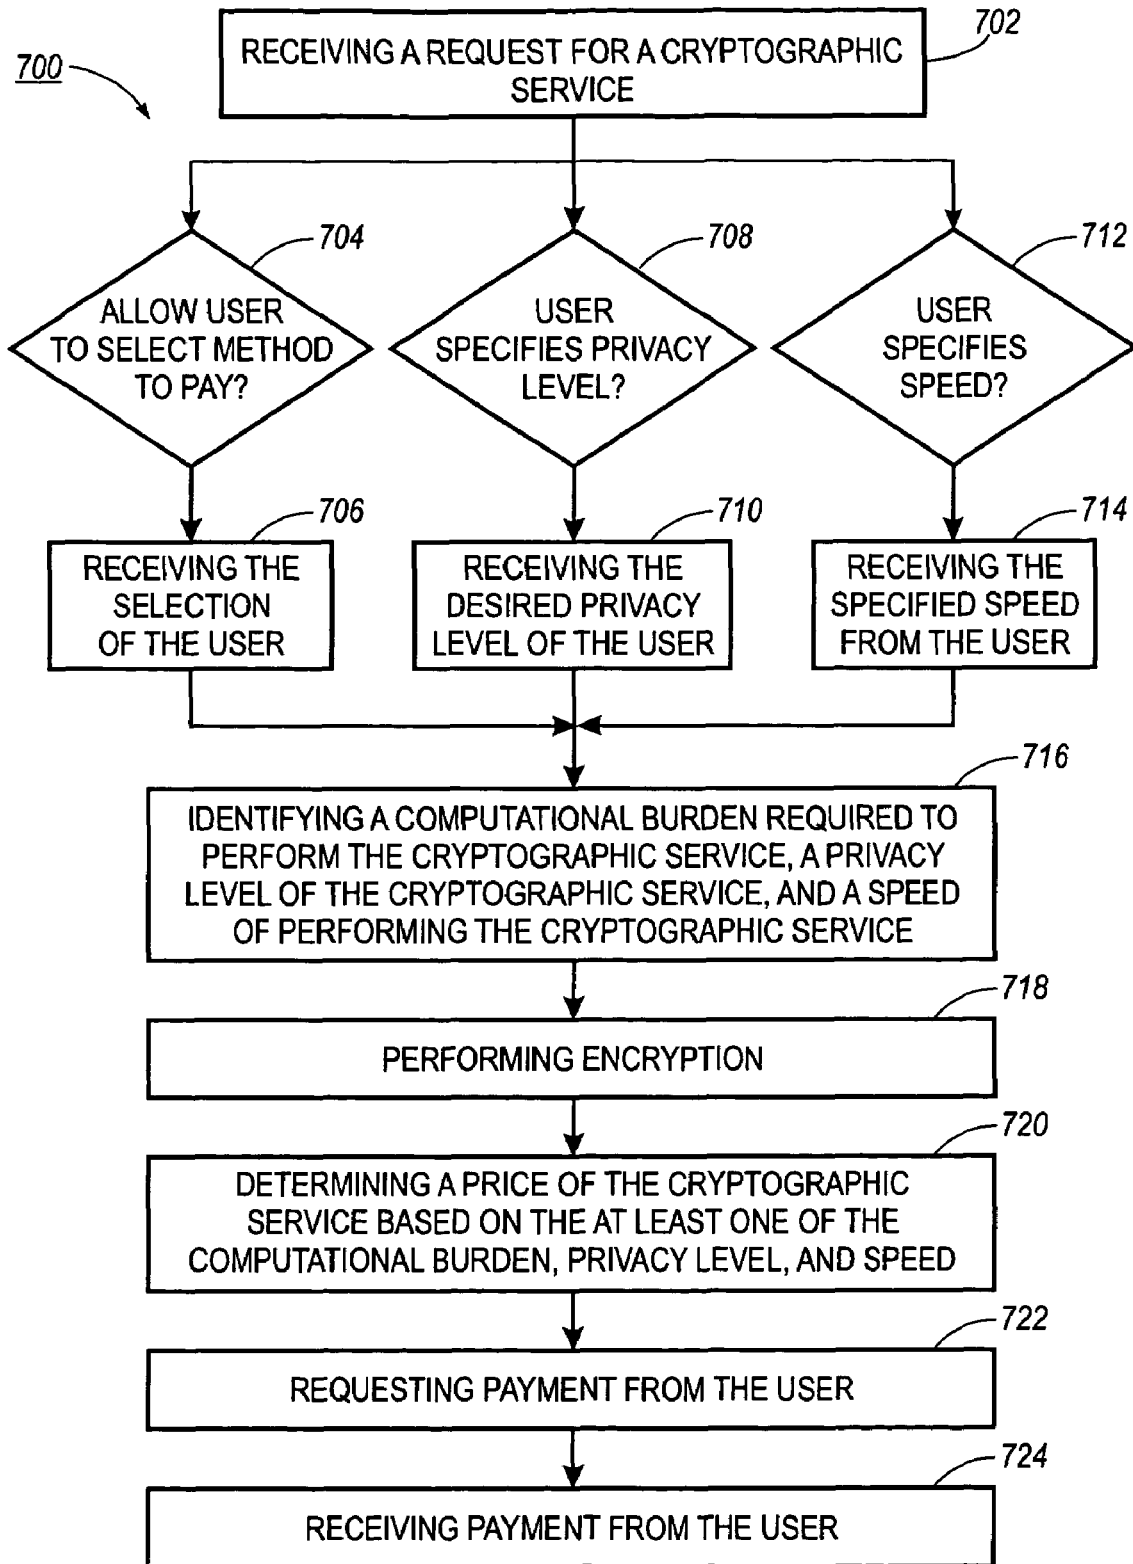 RECEIVING A REQUEST FOR A CRYPTOGRAPHIC
SERVICE
702
700
704
ALLOW USER
TO SELECT METHOD
TO PAY?
708
USER
SPECIFIES PRIVACY
LEVEL?
712
USER
SPECIFIES
SPEED?
706
RECEIVING THE
SELECTION
OF THE USER
710
RECEIVING THE
DESIRED PRIVACY
LEVEL OF THE USER
714
RECEIVING THE
SPECIFIED SPEED
FROM THE USER
716
IDENTIFYING A COMPUTATIONAL BURDEN REQUIRED TO
PERFORM THE CRYPTOGRAPHIC SERVICE, A PRIVACY
LEVEL OF THE CRYPTOGRAPHIC SERVICE, AND A SPEED
OF PERFORMING THE CRYPTOGRAPHIC SERVICE
718
PERFORMING ENCRYPTION
720
DETERMINING A PRICE OF THE CRYPTOGRAPHIC
SERVICE BASED ON THE AT LEAST ONE OF THE
COMPUTATIONAL BURDEN, PRIVACY LEVEL, AND SPEED
722
REQUESTING PAYMENT FROM THE USER
724
RECEIVING PAYMENT FROM THE USER